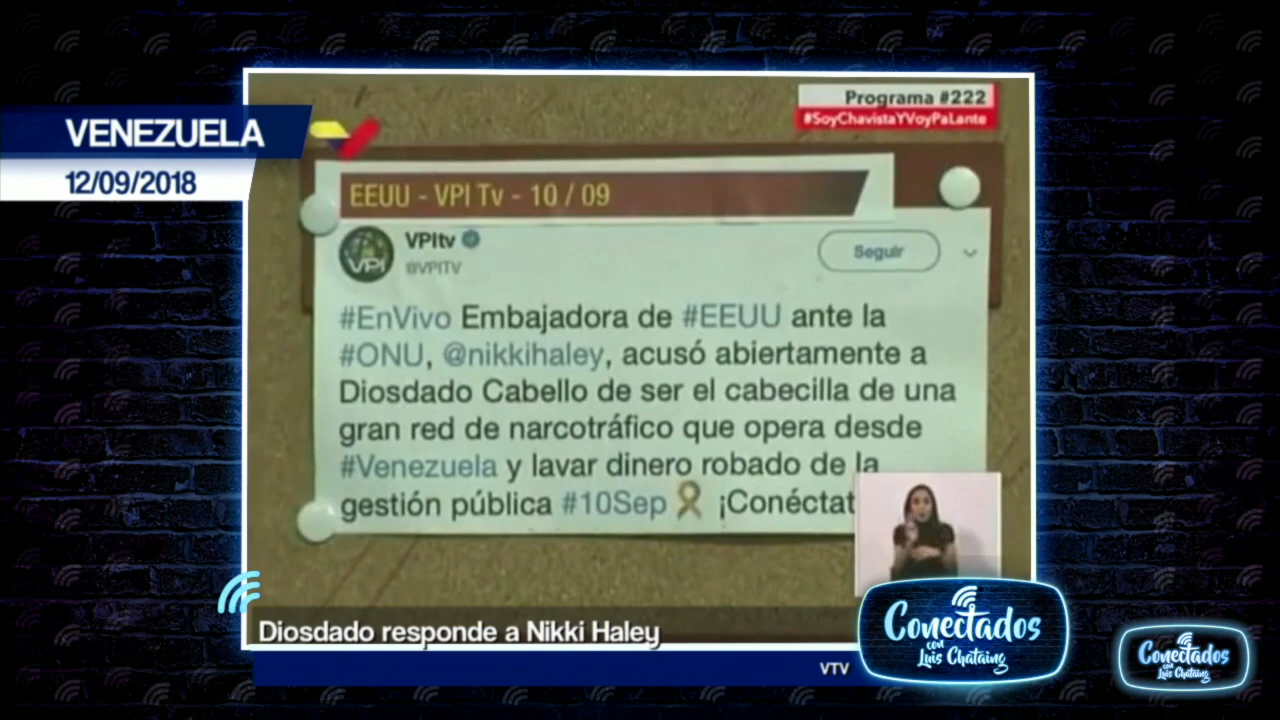 VENEZUELA
12/09/2018
Programa #222
#SoyChavistaYVoyPaLante
EEUU - VPI Tv - 10 / 09
VPItv
@VPITV
Seguir
VPI
#EnVivo Embajadora de #EEUU ante la
#ONU, @nikkihaley, acusó abiertamente a
Diosdado Cabello de ser el cabecilla de una
gran red de narcotráfico que opera desde
#Venezuela y lavar dinero robado de la
gestión pública #10Sep ¡Conéctat
Diosdado responde a Nikki Haley
VTV
Conectados
con
Luis Chataing
Conectados
con
Luis Chataing